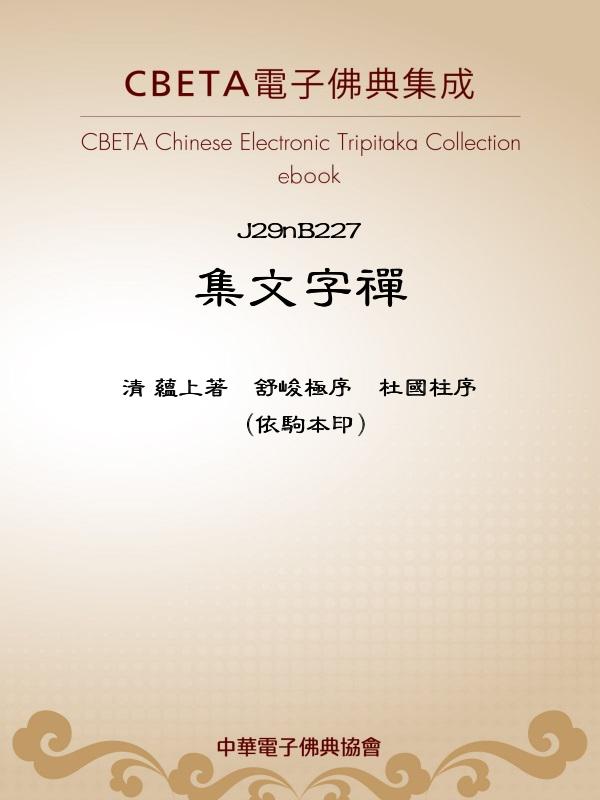 CBETA電子佛典集成
CBETA Chinese Electronic Tripitaka Collection
ebook
J29nB227
集文字禪
清 蘊上著 舒峻極序 杜國柱序
(依駒本印)
中華電子佛典協會